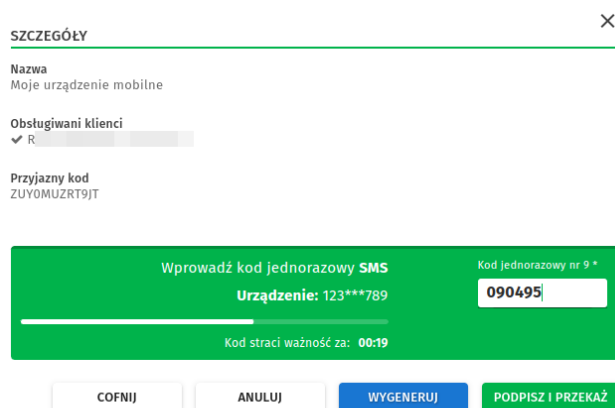 SZCZEGÓŁY
Nazwa
Moje urządzenie mobilne
Obsługiwani klienci
R
Przyjazny kod
ZUY0MUZRT9JT
Wprowadź kod jednorazowy SMS
Urządzenie: 123***789
Kod straci ważność za: 00:19
Kod jednorazowy nr 9 *
090495
COFNIJ
ANULUJ
WYGENERUJ
PODPISZ I PRZEKAŻ